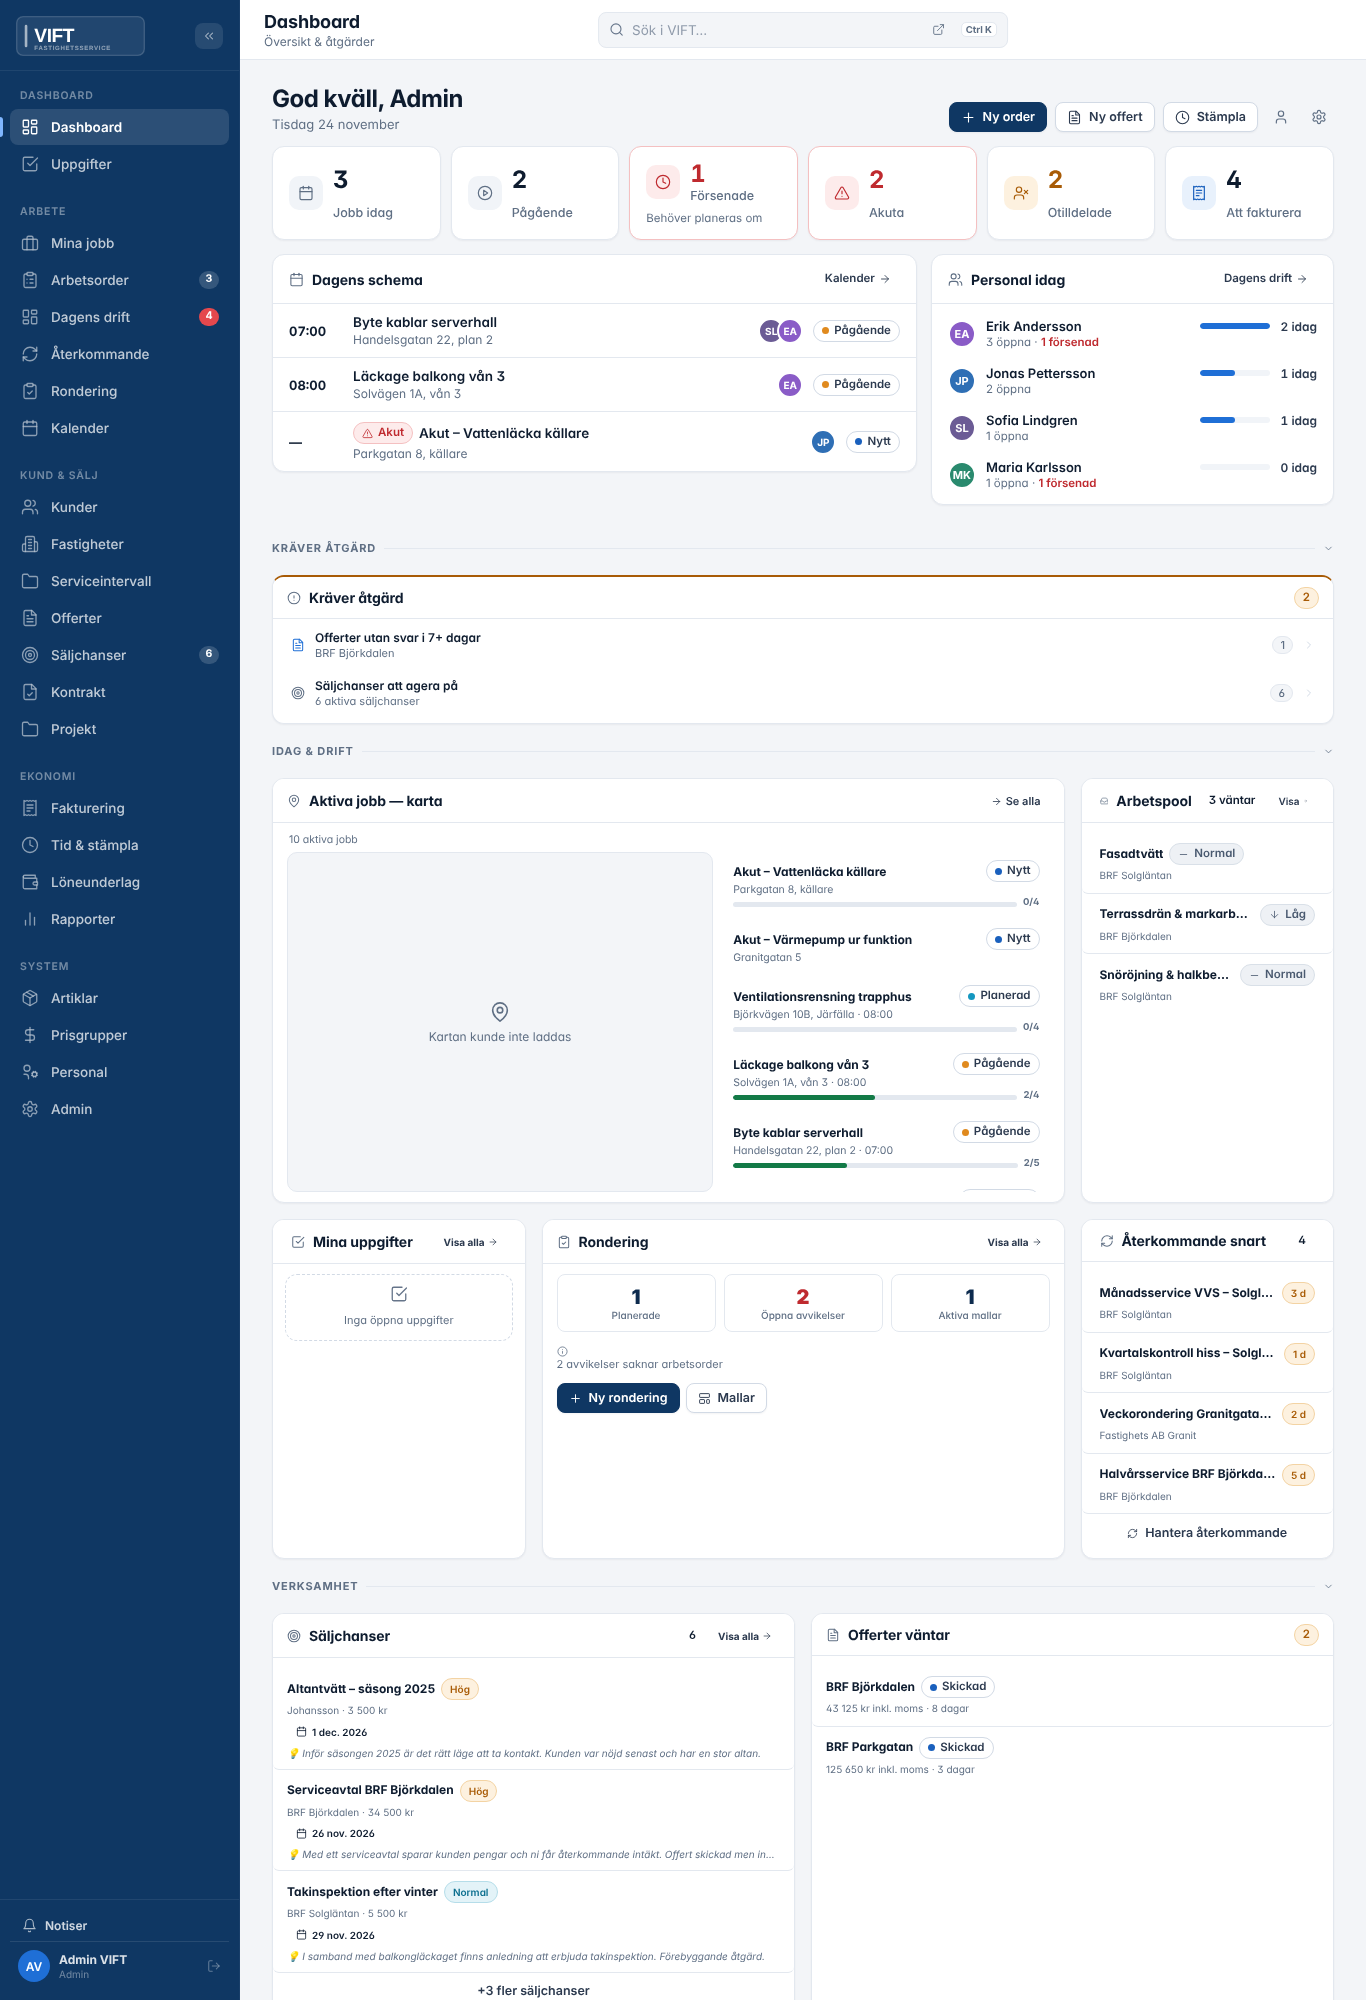 VIFT
FASTIGHETSSERVICE
DASHBOARD
Dashboard
Uppgifter
ARBETE
Mina jobb
Arbetsorder 3
Dagens drift 4
Återkommande
Rondering
Kalender
KUND & SÄLJ
Kunder
Fastigheter
Serviceintervall
Offerter
Säljchanser 6
Kontrakt
Projekt
EKONOMI
Fakturering
Tid & stämpla
Löneunderlag
Rapporter
SYSTEM
Artiklar
Prisgrupper
Personal
Admin
Notiser
AV Admin VIFT
Admin
Dashboard
Översikt & åtgärder
Sök i VIFT... Ctrl K
God kväll, Admin
Tisdag 24 november
Ny order Ny offert Stämpla
3
Jobb idag
2
Pågående
1
Försenade
Behöver planeras om
2
Akuta
2
Otilldelade
4
Att fakturera
Dagens schema Kalender →
07:00 Byte kablar serverhall SL EA Pågående
Handelsgatan 22, plan 2
08:00 Läckage balkong vån 3 EA Pågående
Solvägen 1A, vån 3
— Akut Akut – Vattenläcka källare JP Nytt
Parkgatan 8, källare
Personal idag Dagens drift →
EA Erik Andersson 2 idag
3 öppna · 1 försenad
JP Jonas Pettersson 1 idag
2 öppna
SL Sofia Lindgren 1 idag
1 öppna
MK Maria Karlsson 0 idag
1 öppna · 1 försenad
KRÄVER ÅTGÄRD
Kräver åtgärd 2
Offerter utan svar i 7+ dagar 1
BRF Björkdalen
Säljchanser att agera på 6
6 aktiva säljchanser
IDAG & DRIFT
Aktiva jobb — karta → Se alla
10 aktiva jobb
Kartan kunde inte laddas
Akut – Vattenläcka källare Nytt
Parkgatan 8, källare
0/4
Akut – Värmepump ur funktion Nytt
Granitgatan 5
Ventilationsrensning trapphus Planerad
Björkvägen 10B, Järfälla · 08:00
0/4
Läckage balkong vån 3 Pågående
Solvägen 1A, vån 3 · 08:00
2/4
Byte kablar serverhall Pågående
Handelsgatan 22, plan 2 · 07:00
2/5
Arbetspool 3 väntar Visa
Fasadtvätt — Normal
BRF Solgläntan
Terrassdrän & markarb... ↓ Låg
BRF Björkdalen
Snöröjning & halkbe... — Normal
BRF Solgläntan
Mina uppgifter Visa alla →
Inga öppna uppgifter
Rondering Visa alla →
1
Planerade
2
Öppna avvikelser
1
Aktiva mallar
2 avvikelser saknar arbetsorder
Ny rondering Mallar
Återkommande snart 4
Månadsservice VVS – Solgl... 3 d
BRF Solgläntan
Kvartalskontroll hiss – Solgl... 1 d
BRF Solgläntan
Veckorondering Granitgata... 2 d
Fastighets AB Granit
Halvårsservice BRF Björkda... 5 d
BRF Björkdalen
Hantera återkommande
VERKSAMHET
Säljchanser 6 Visa alla →
Altantvätt – säsong 2025 Hög
Johansson · 3 500 kr
1 dec. 2026
💡 Inför säsongen 2025 är det rätt läge att ta kontakt. Kunden var nöjd senast och har en stor altan.
Serviceavtal BRF Björkdalen Hög
BRF Björkdalen · 34 500 kr
26 nov. 2026
💡 Med ett serviceavtal sparar kunden pengar och ni får återkommande intäkt. Offert skickad men in...
Takinspektion efter vinter Normal
BRF Solgläntan · 5 500 kr
29 nov. 2026
💡 I samband med balkongläckaget finns anledning att erbjuda takinspektion. Förebyggande åtgärd.
+3 fler säljchanser
Offerter väntar 2
BRF Björkdalen Skickad
43 125 kr inkl. moms · 8 dagar
BRF Parkgatan Skickad
125 650 kr inkl. moms · 3 dagar